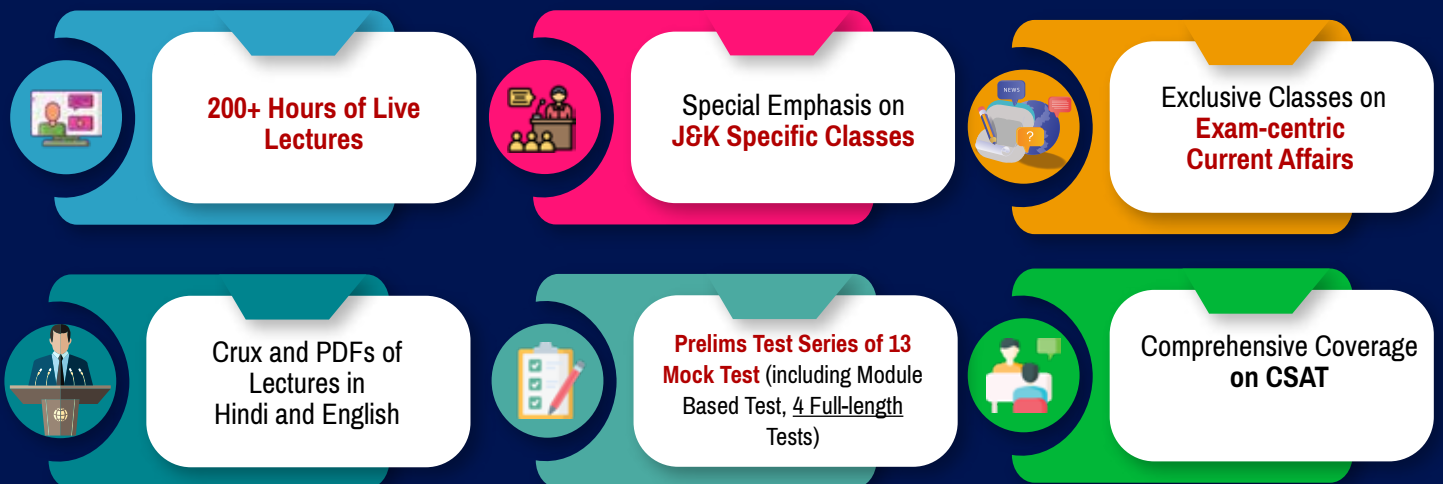 200+ Hours of Live
Lectures
Special Emphasis on
J&K Specific Classes
NEWS
?
Exclusive Classes on
Exam-centric
Current Affairs
Crux and PDFs of
Lectures in
Hindi and English
Prelims Test Series of 13
Mock Test (including Module
Based Test, 4 Full-length
Tests)
Comprehensive Coverage
on CSAT